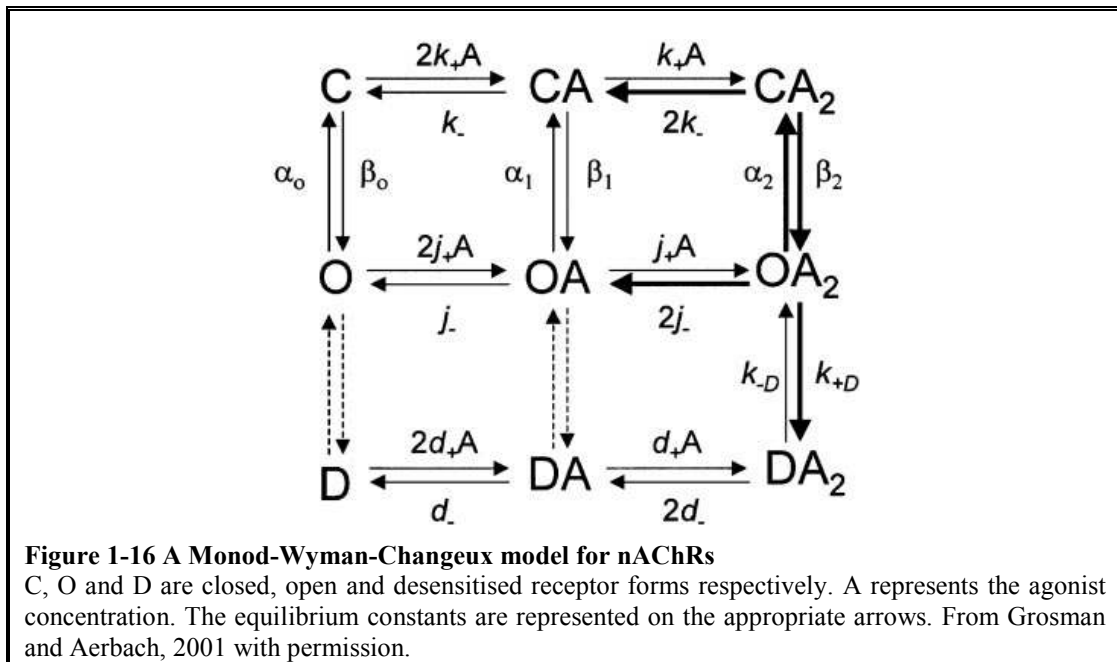 2k₊A k₊A
C CA CA₂
k₋ 2k₋
α₀ β₀ α₁ β₁ α₂ β₂
2j₊A j₊A
O OA OA₂
j₋ 2j₋
k₋D k₊D
2d₊A d₊A
D DA DA₂
d₋ 2d₋
Figure 1-16 A Monod-Wyman-Changeux model for nAChRs
C, O and D are closed, open and desensitised receptor forms respectively. A represents the agonist
concentration. The equilibrium constants are represented on the appropriate arrows. From Grosman
and Aerbach, 2001 with permission.